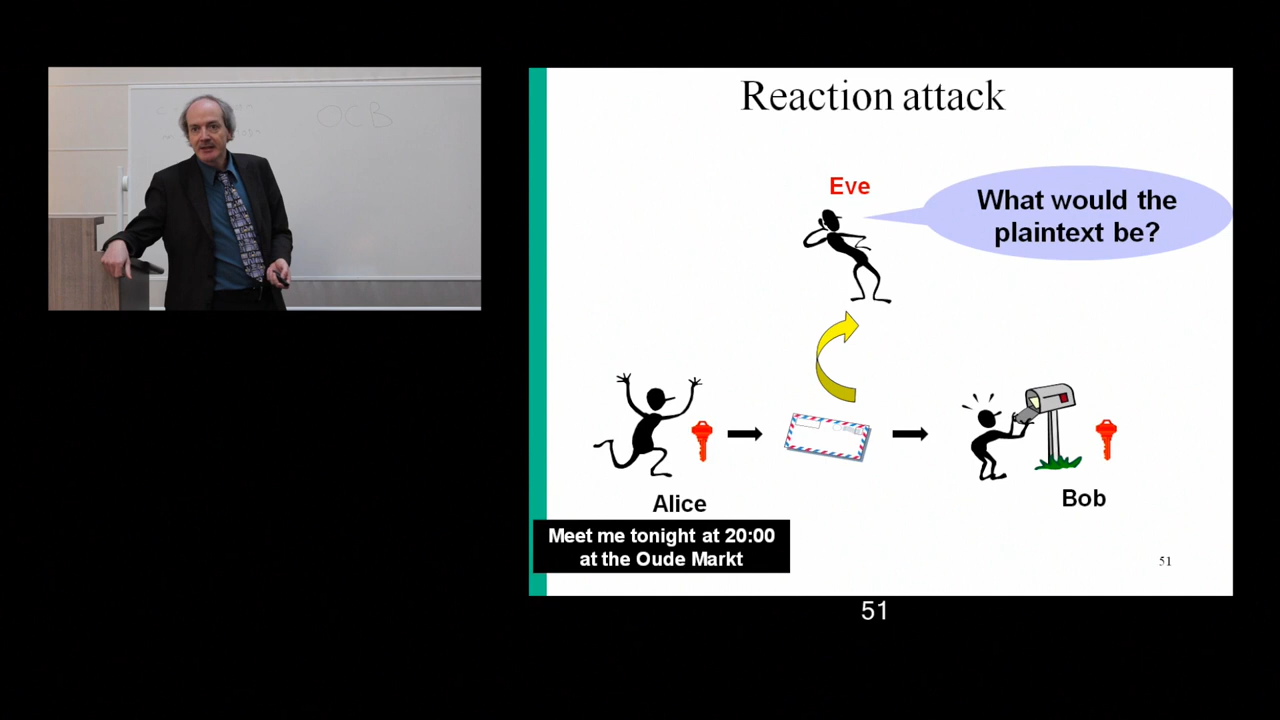 OCB
Reaction attack
Eve
What would the
plaintext be?
Alice
Bob
Meet me tonight at 20:00
at the Oude Markt
51
51